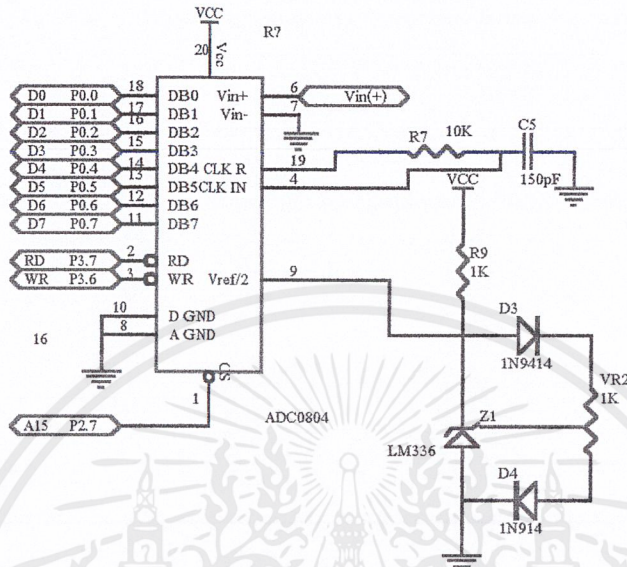 VCC
R?
20
Vcc
D0 P0.0 18 DB0 Vin+ 6 Vin(+)
D1 P0.1 17 DB1 Vin- 7
D2 P0.2 16 DB2
D3 P0.3 15 DB3
D4 P0.4 14 DB4 CLK R 19
D5 P0.5 13 DB5 CLK IN 4
D6 P0.6 12 DB6
D7 P0.7 11 DB7
R7 10K
C5
150pF
VCC
RD P3.7 2 RD
WR P3.6 3 WR Vref/2 9
R9
1K
10 D GND
8 A GND
16
D3
1N9414
VR2
1K
CS
1
A15 P2.7
ADC0804
Z1
LM336
D4
1N914